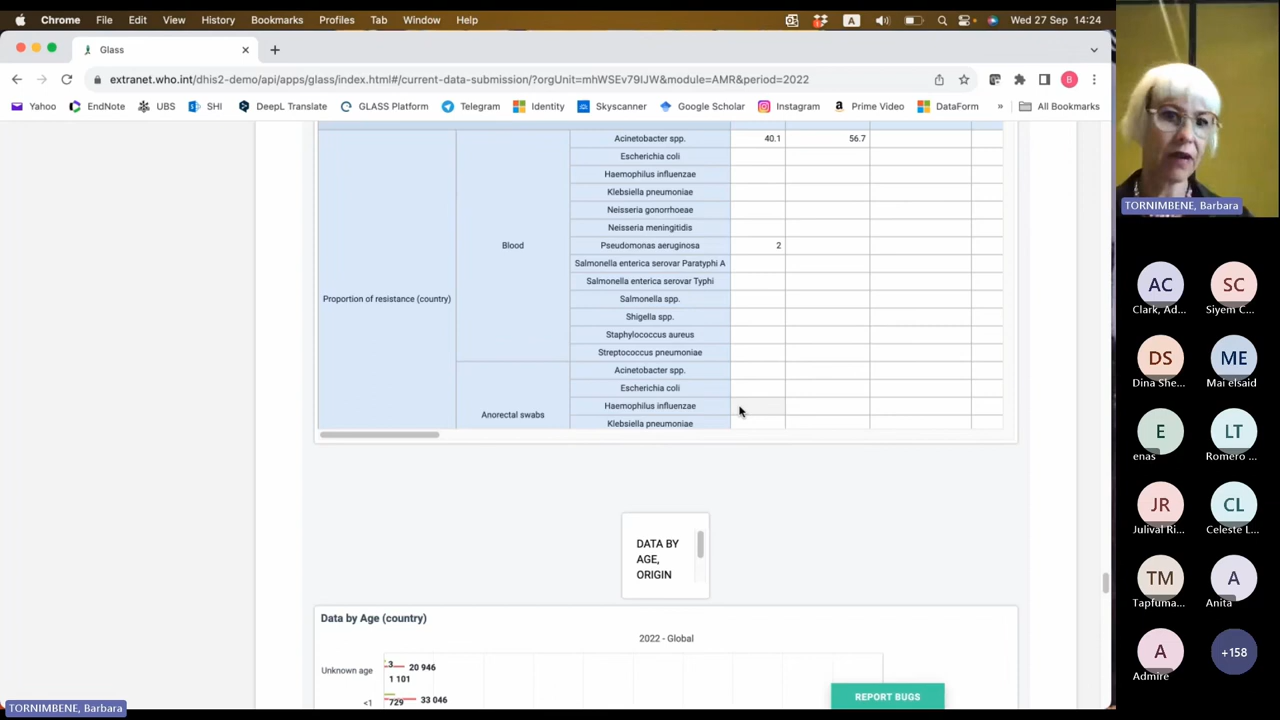 Chrome File Edit View History Bookmarks Profiles Tab Window Help A Wed 27 Sep 14:24
Glass
extranet.who.int/dhis2-demo/api/apps/glass/index.html#/current-data-submission/?orgUnit=mhWSEv79IJW&module=AMR&period=2022 B
Yahoo EndNote UBS SHI DeepL Translate GLASS Platform Telegram Identity Skyscanner Google Scholar Instagram Prime Video DataForm » All Bookmarks
Acinetobacter spp. 40.1 56.7
Escherichia coli
Haemophilus influenzae
Klebsiella pneumoniae
Neisseria gonorrhoeae
Neisseria meningitidis
Blood Pseudomonas aeruginosa 2
Salmonella enterica serovar Paratyphi A
Salmonella enterica serovar Typhi
Proportion of resistance (country) Salmonella spp.
Shigella spp.
Staphylococcus aureus
Streptococcus pneumoniae
Acinetobacter spp.
Escherichia coli
Anorectal swabs Haemophilus influenzae
Klebsiella pneumoniae
DATA BY
AGE,
ORIGIN
Data by Age (country)
2022 - Global
Unknown age 3 20 946
1 101
<1 729 33 046
REPORT BUGS
TORNIMBENE, Barbara
TORNIMBENE, Barbara
AC SC
Clark, Ad... Siyem C...
DS ME
Dina She... Mai elsaid
E LT
enas Romero ...
JR CL
Julival Ri... Celeste L...
TM A
Tapfuma... Anita
A +158
Admire